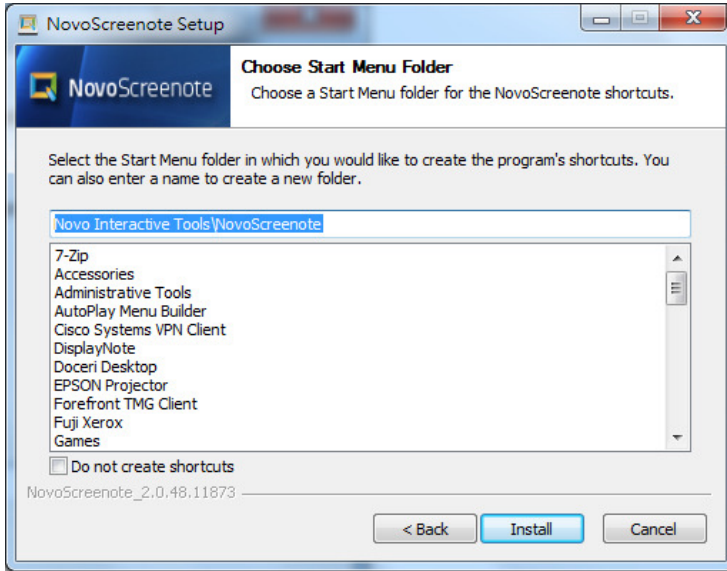 NovoScreenote Setup
NovoScreenote
Choose Start Menu Folder
Choose a Start Menu folder for the NovoScreenote shortcuts.
Select the Start Menu folder in which you would like to create the program's shortcuts. You
can also enter a name to create a new folder.
Novo Interactive Tools\NovoScreenote
7-Zip
Accessories
Administrative Tools
AutoPlay Menu Builder
Cisco Systems VPN Client
DisplayNote
Doceri Desktop
EPSON Projector
Forefront TMG Client
Fuji Xerox
Games
Do not create shortcuts
NovoScreenote_2.0.48.11873
< Back
Install
Cancel